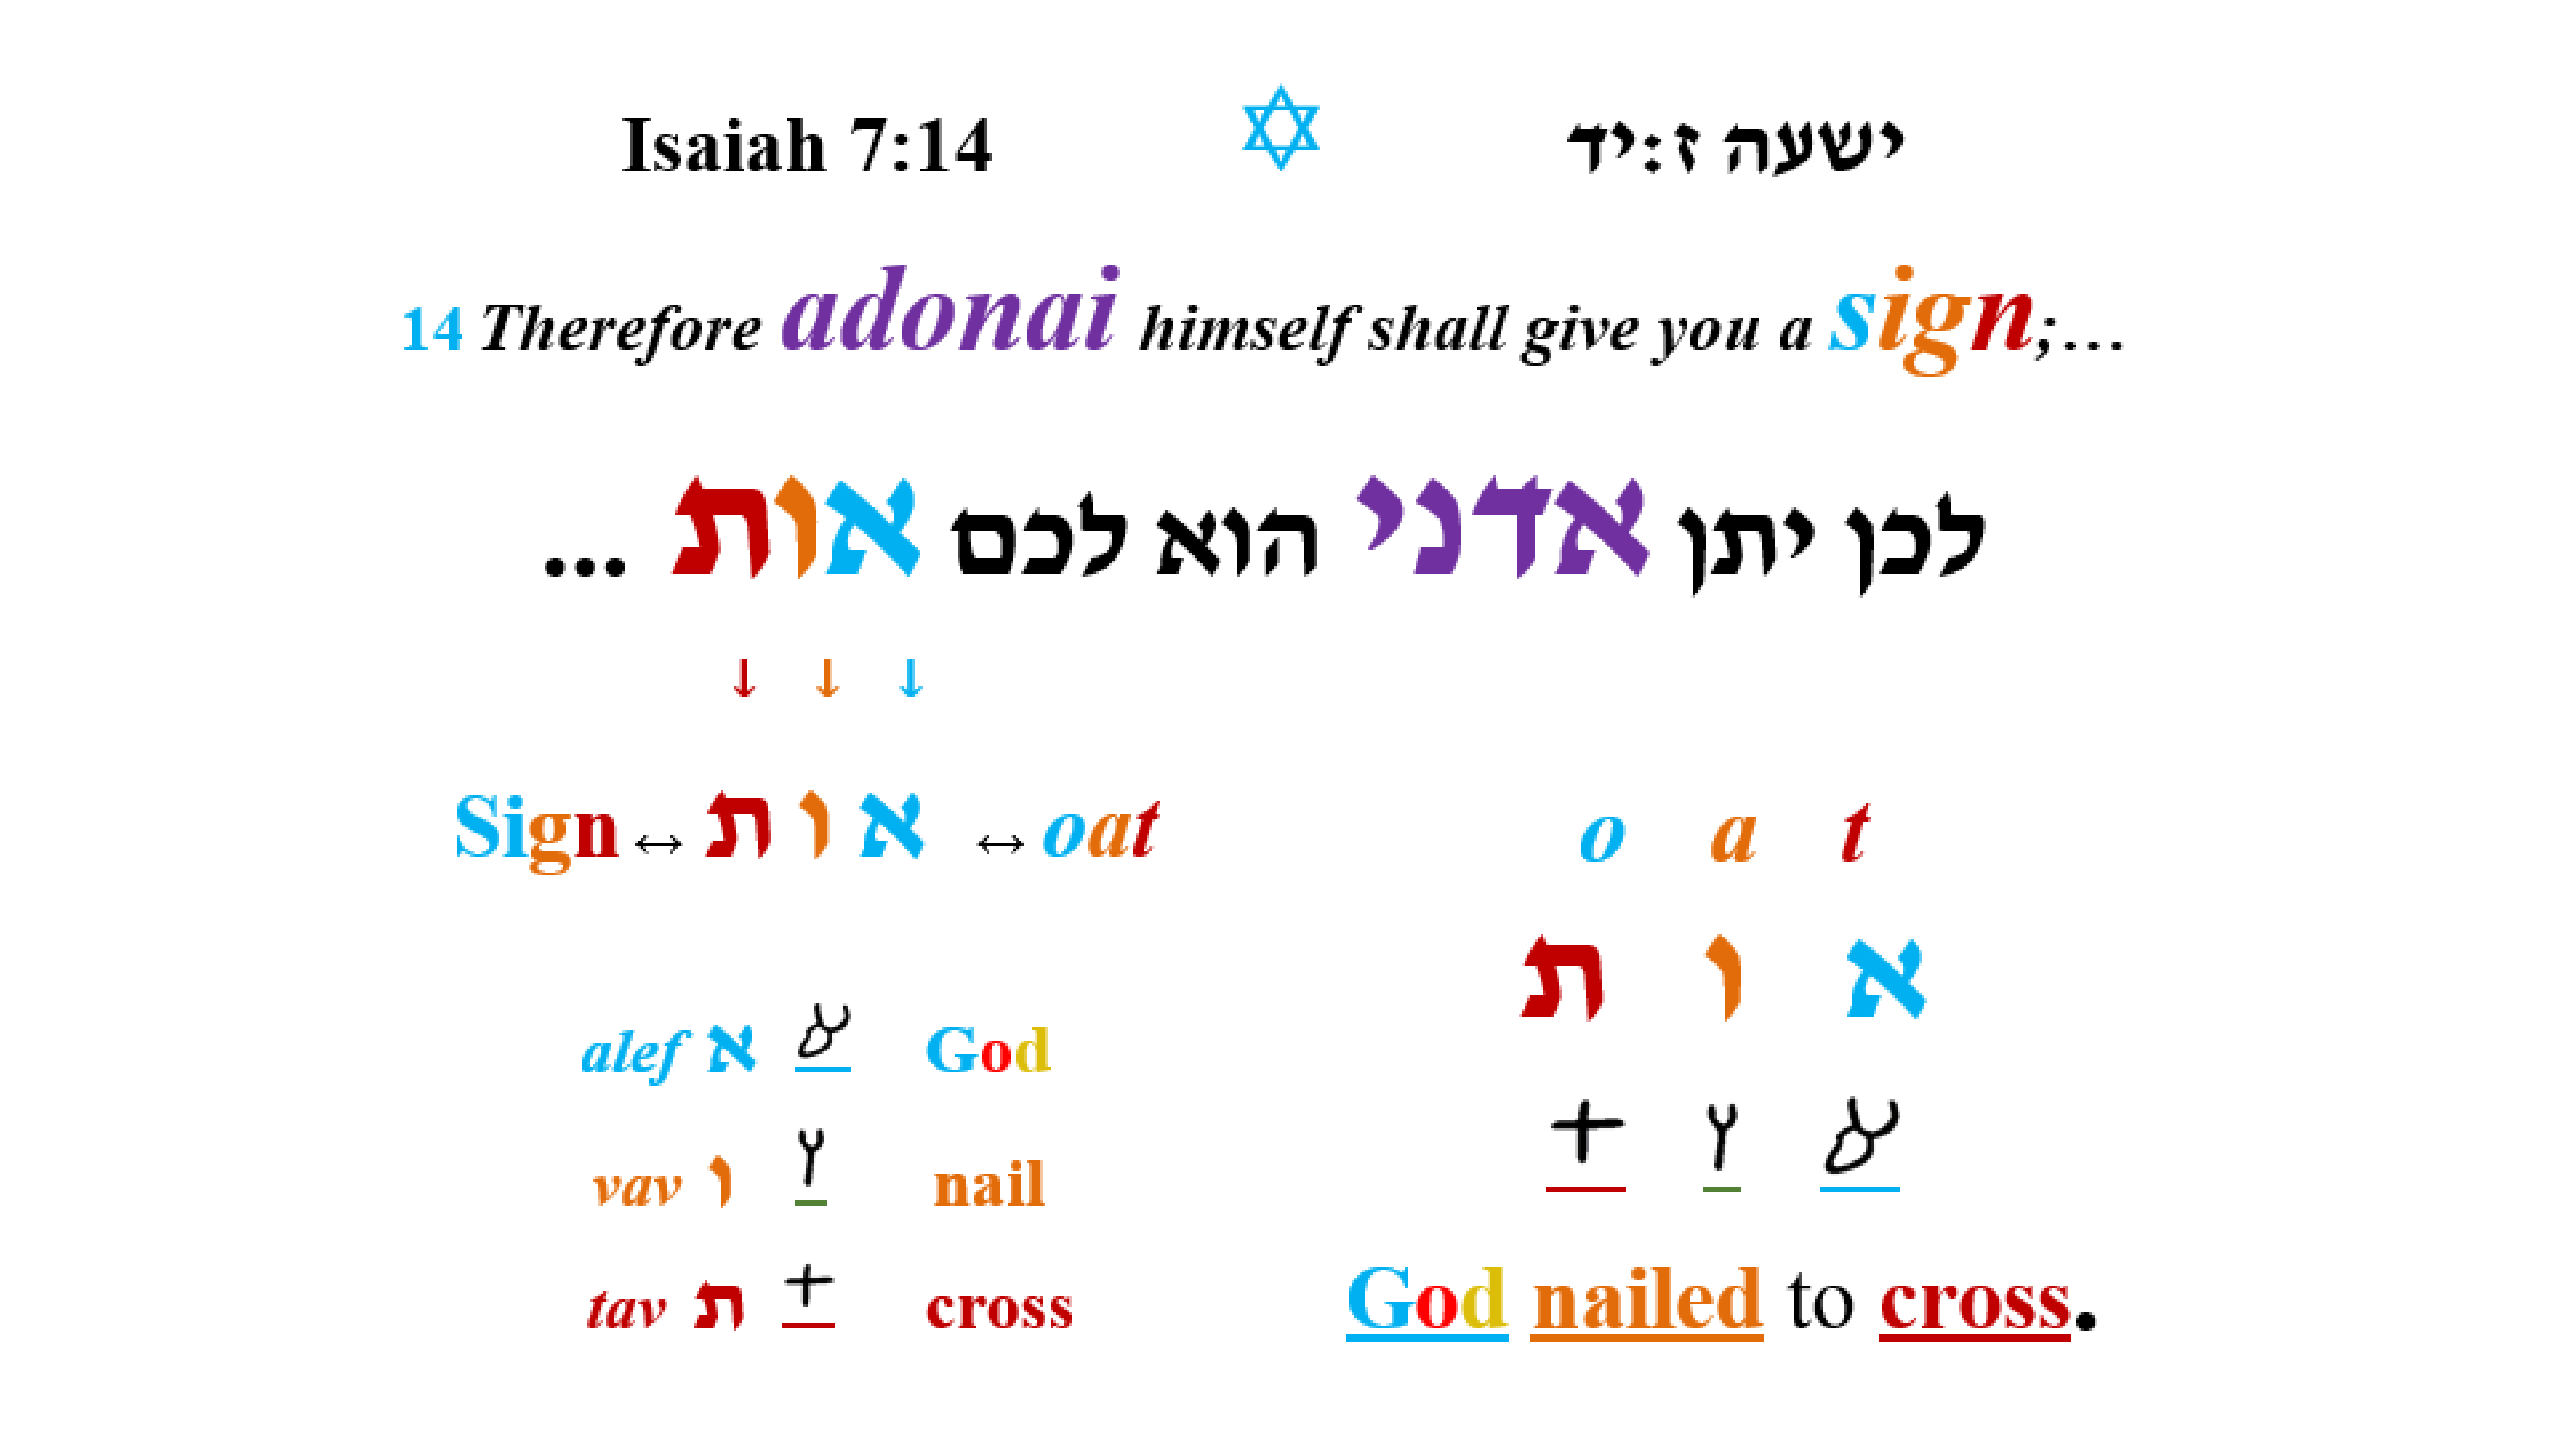 Isaiah 7:14 ✡ ישעה ז:יד
14 Therefore adonai himself shall give you a sign;...
לכן יתן אדני הוא לכם אות ...
↓ ↓ ↓
Sign ↔ א ו ת ↔ oat
alef א God
vav ו nail
tav ת cross
o a t
א ו ת
God nailed to cross.